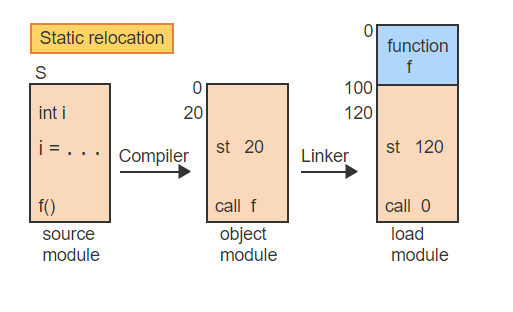 Static relocation
S
int i
i = . . .
f()
source
module
Compiler
0
20
st 20
call f
object
module
Linker
0
100
120
function
f
st 120
call 0
load
module